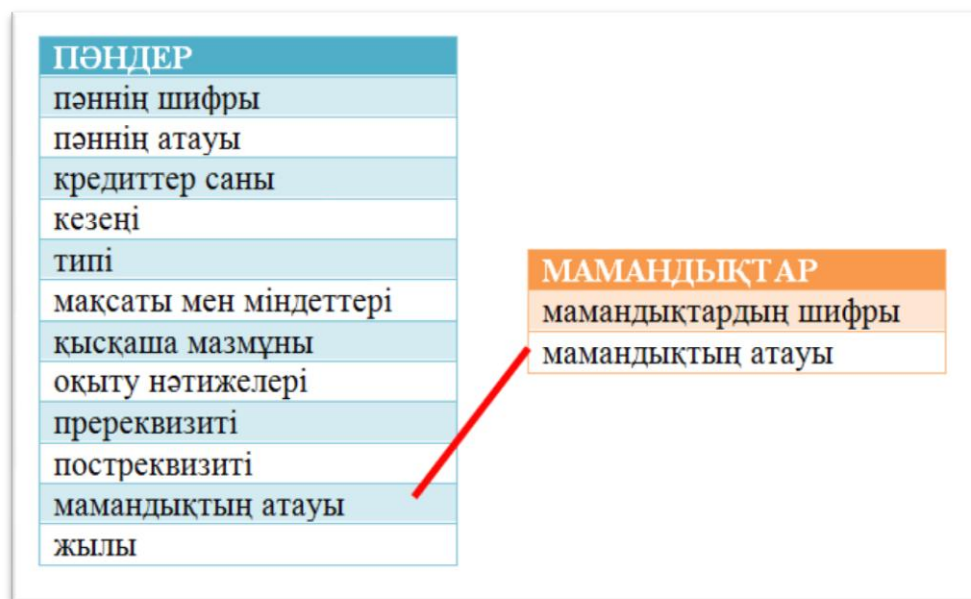 ПӘНДЕР
пәннің шифры
пәннің атауы
кредиттер саны
кезеңі
типі
мақсаты мен міндеттері
қысқаша мазмұны
оқыту нәтижелері
пререквизиті
постреквизиті
мамандықтың атауы
жылы
МАМАНДЫҚТАР
мамандықтардың шифры
мамандықтың атауы